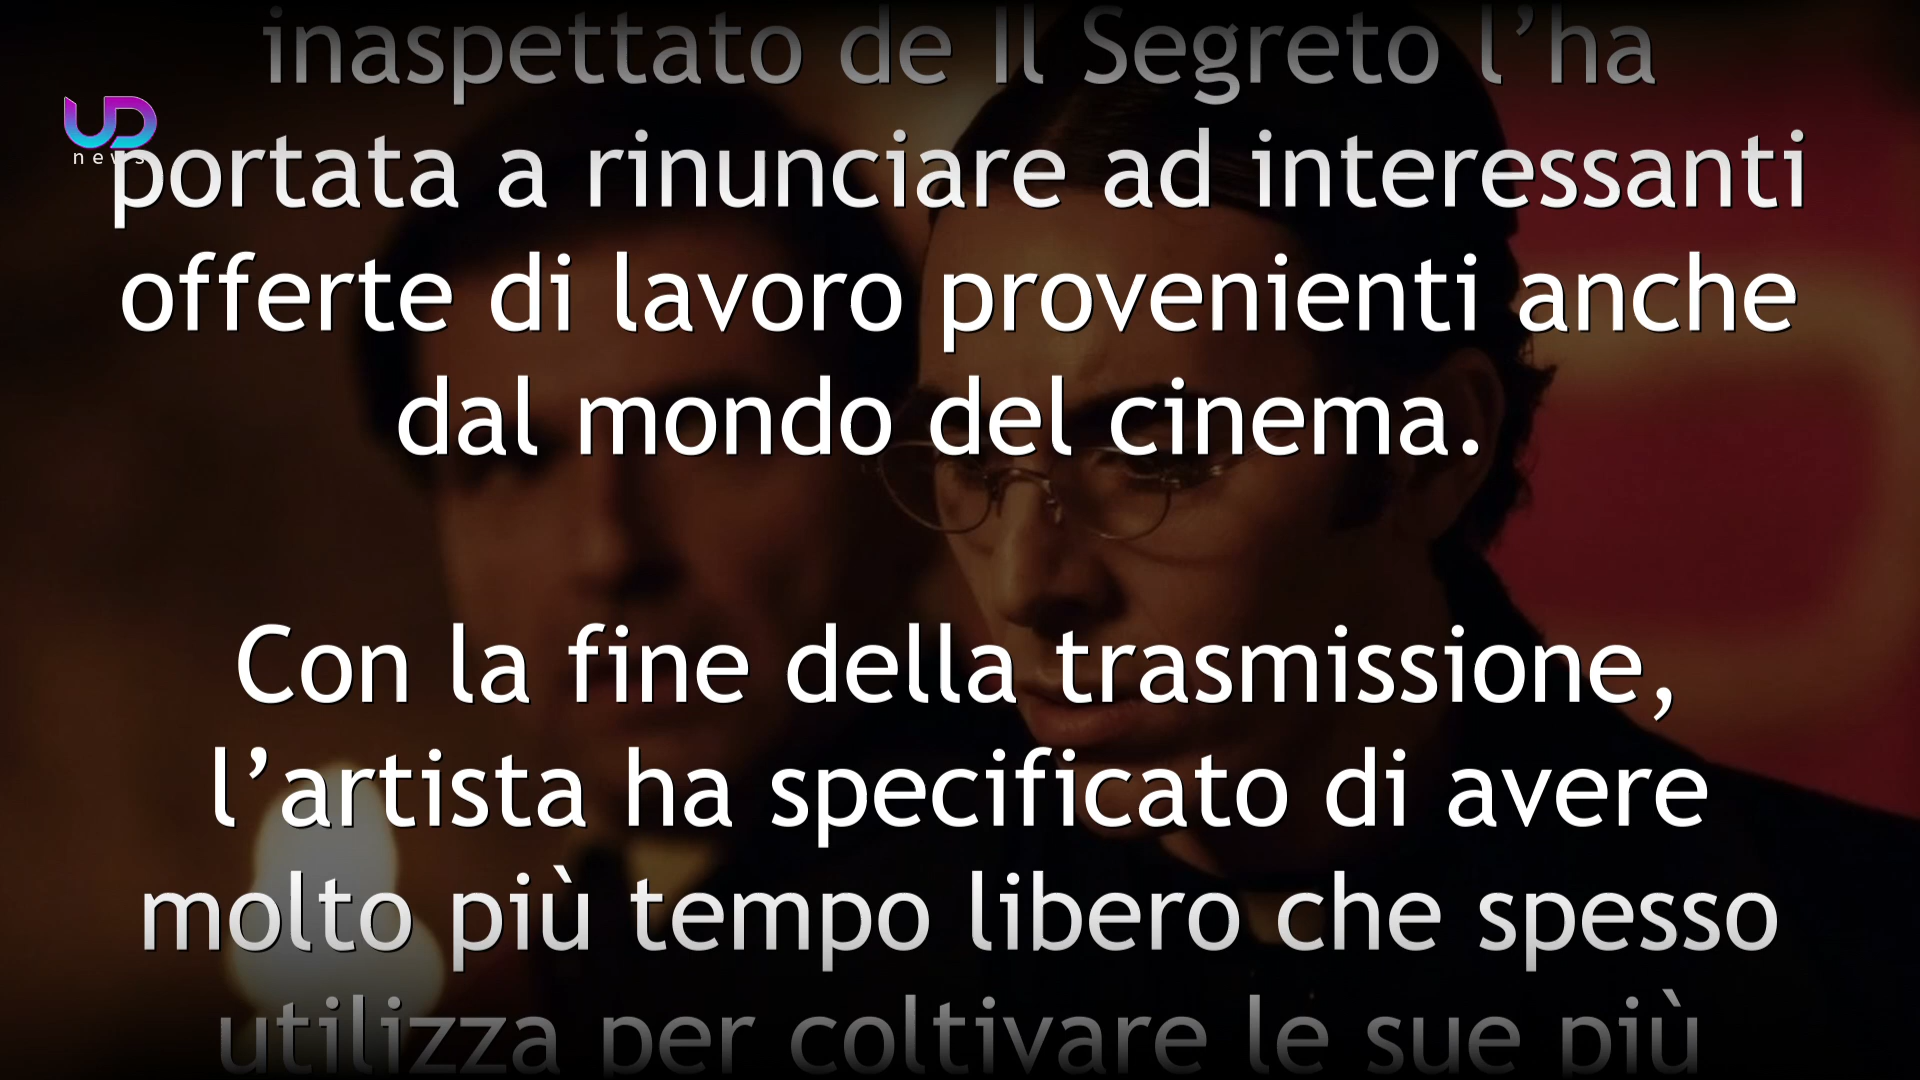 inaspettato de Il Segreto l’ha
UD
news
portata a rinunciare ad interessanti
offerte di lavoro provenienti anche
dal mondo del cinema.
Con la fine della trasmissione,
l’artista ha specificato di avere
molto più tempo libero che spesso
utilizza per coltivare le sue più